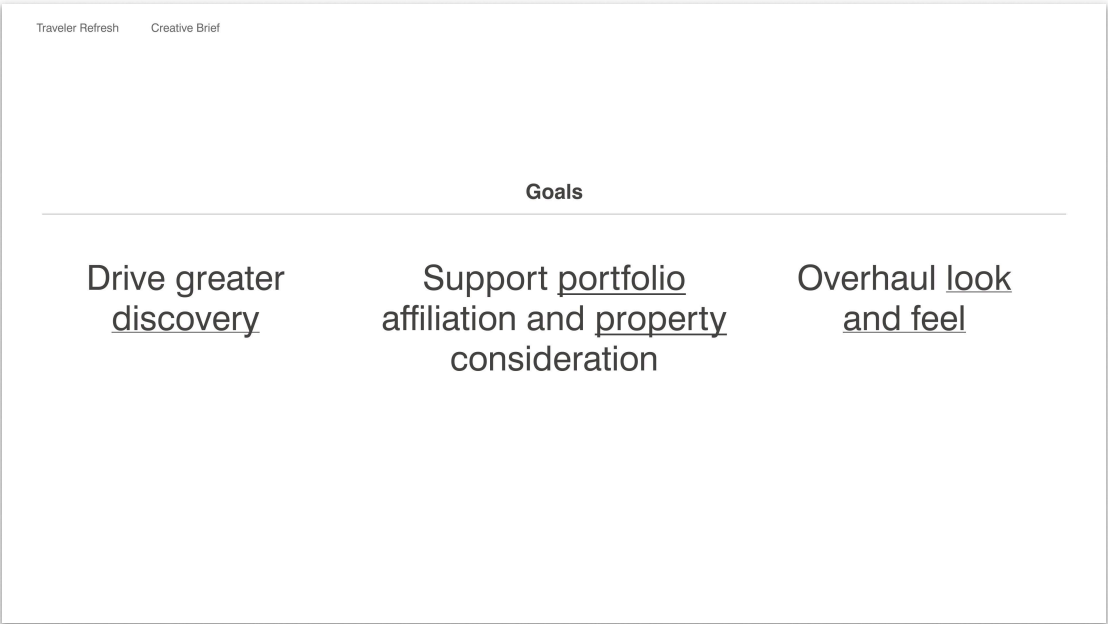 Traveler Refresh Creative Brief
Goals
Drive greater
discovery
Support portfolio
affiliation and property
consideration
Overhaul look
and feel